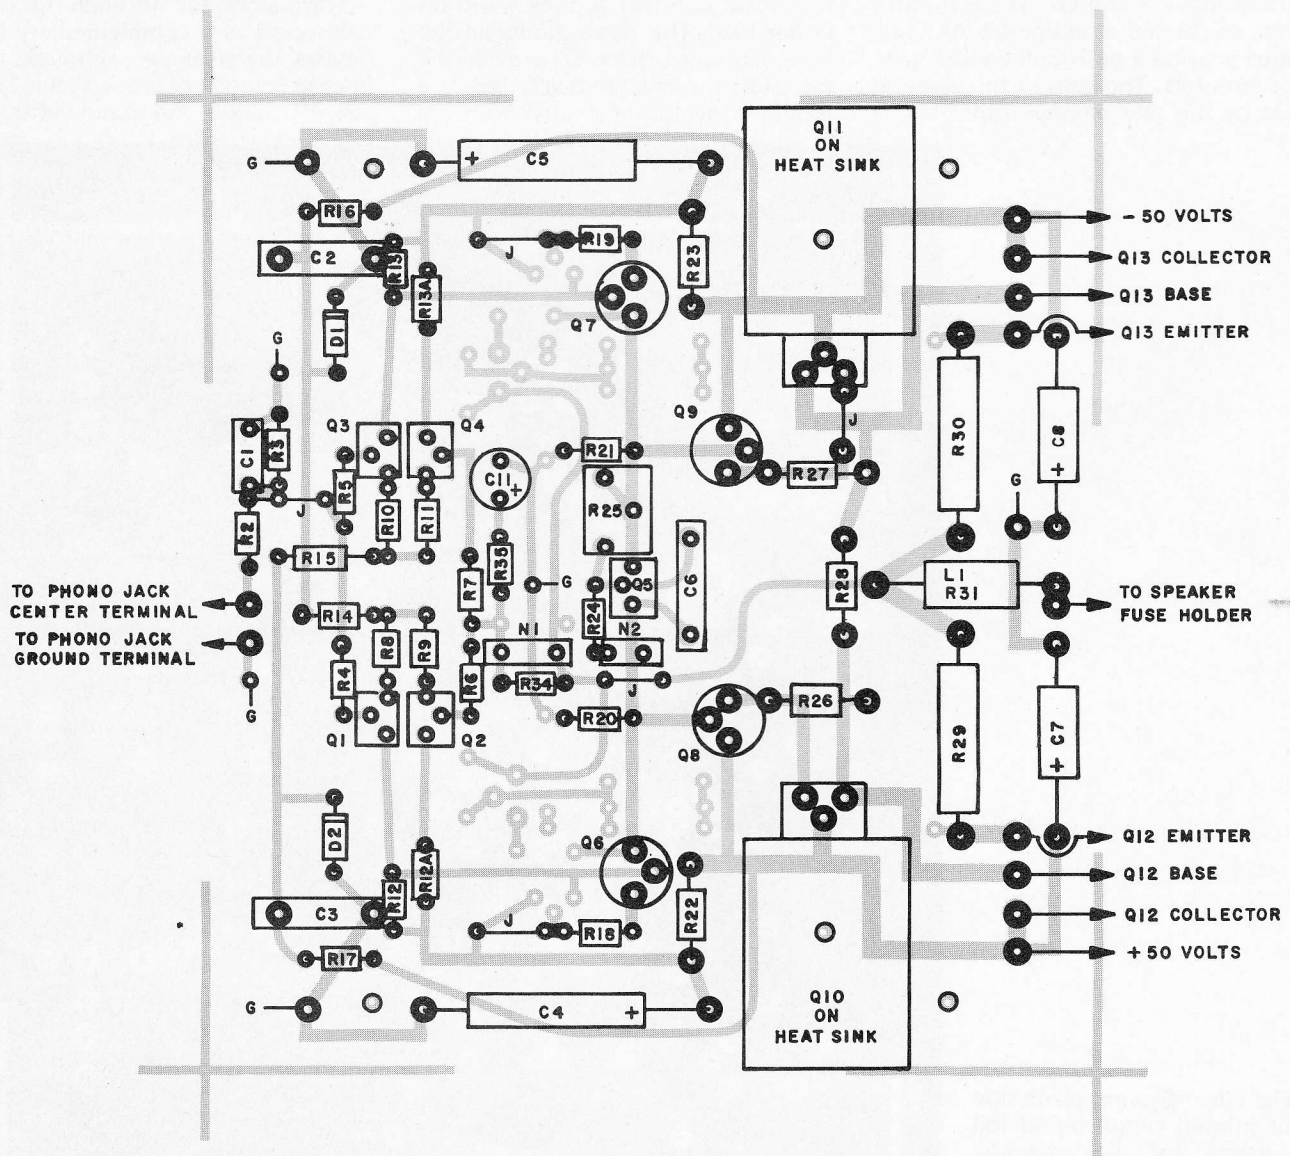 Q11
ON
HEAT SINK
G
+ C5
R16
R19
J
R23
- 50 VOLTS
C2
R13
R13A
Q13 COLLECTOR
Q7
Q13 BASE
D1
G
Q13 EMITTER
Q3
Q4
Q9
J
C1
R3
R5
C11 +
R21
R27
R30
C8 +
R2
J
R10
R11
R25
G
R15
R35
R7
G
Q5
C6
R28
L1
R31
TO PHONO JACK
CENTER TERMINAL
TO SPEAKER
FUSE HOLDER
R14
R24
N1
N2
TO PHONO JACK
GROUND TERMINAL
R4
R8
R9
R6
R34
J
G
R20
R26
Q1
Q2
Q8
R29
+ C7
D2
Q6
Q12 EMITTER
R12
R12A
Q12 BASE
C3
J
R18
R22
Q12 COLLECTOR
R17
+ 50 VOLTS
G
C4 +
Q10
ON
HEAT SINK